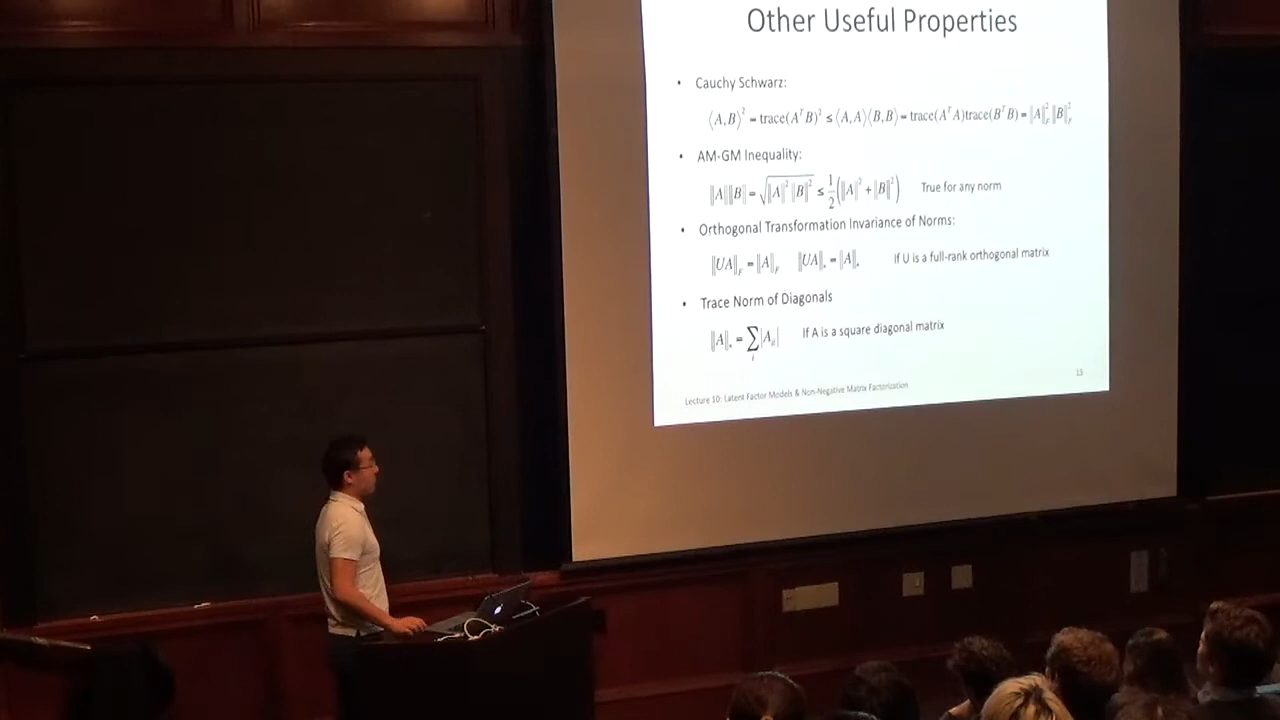 Other Useful Properties
• Cauchy Schwarz:
⟨A,B⟩² = trace(AᵀB)² ≤ ⟨A,A⟩⟨B,B⟩ = trace(AᵀA)trace(BᵀB) = ‖A‖²_F ‖B‖²_F
• AM-GM Inequality:
‖A‖‖B‖ = √(‖A‖²‖B‖²) ≤ 1/2(‖A‖² + ‖B‖²) True for any norm
• Orthogonal Transformation Invariance of Norms:
‖UA‖_F = ‖A‖_F ‖UA‖_* = ‖A‖_* If U is a full-rank orthogonal matrix
• Trace Norm of Diagonals
‖A‖_* = ∑_i |A_ii| If A is a square diagonal matrix
Lecture 10: Latent Factor Models & Non-Negative Matrix Factorization
15